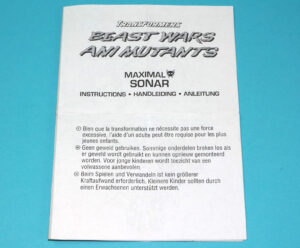 TRANSFORMERS
BEAST WARS
ANI MUTANTS
MAXIMAL
SONAR
INSTRUCTIONS • HANDLEIDING • ANLEITUNG
Bien que la transformation ne nécessite pas une force
excessive, l'aide d'un adulte peut être requise pour les plus
jeunes enfants.
Geen geweld gebruiken. Sommige onderdelen breken los als
er geweld wordt gebruikt en kunnen opnieuw gemonteerd
worden. Voor jonge kinderen wordt toezicht van een
volwassene aanbevolen.
Beim Spielen und Verwandeln ist kein größerer
Kraftaufwand erforderlich. Kleinere Kinder sollten durch
einen Erwachsenen unterstützt werden.